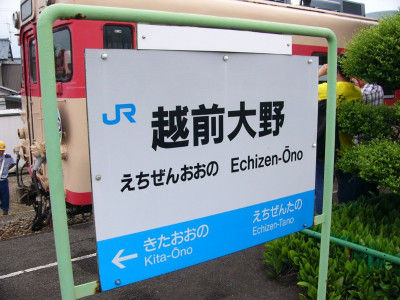 JR
越前大野
えちぜんおおの Echizen-Ōno
きたおおの えちぜんたの
Kita-Ōno Echizen-Tano